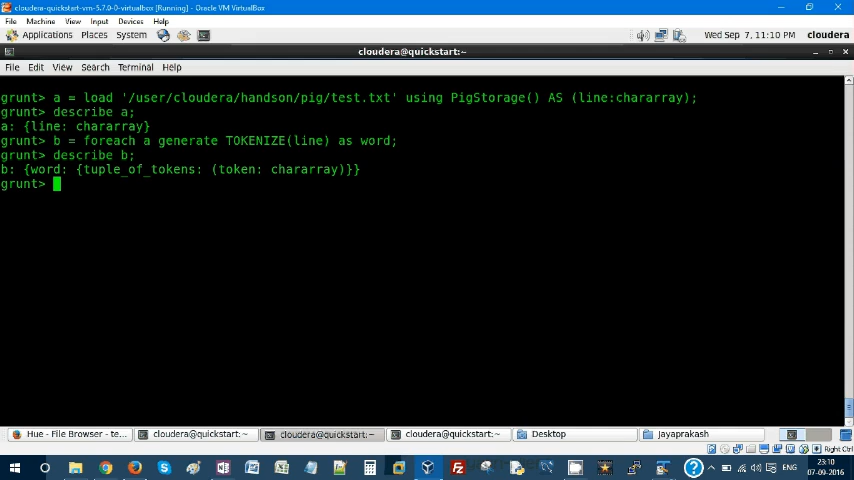 cloudera-quickstart-vm-5.7.0-0-virtualbox [Running] - Oracle VM VirtualBox
File Machine View Input Devices Help
Applications Places System Wed Sep 7, 11:10 PM cloudera
cloudera@quickstart:~
File Edit View Search Terminal Help
grunt> a = load '/user/cloudera/handson/pig/test.txt' using PigStorage() AS (line:chararray);
grunt> describe a;
a: {line: chararray}
grunt> b = foreach a generate TOKENIZE(line) as word;
grunt> describe b;
b: {word: {tuple_of_tokens: (token: chararray)}}
grunt>
Hue - File Browser - te... cloudera@quickstart:~ cloudera@quickstart:~ cloudera@quickstart:~ Desktop Jayaprakash
Right Ctrl
ENG 23:10
07-09-2016